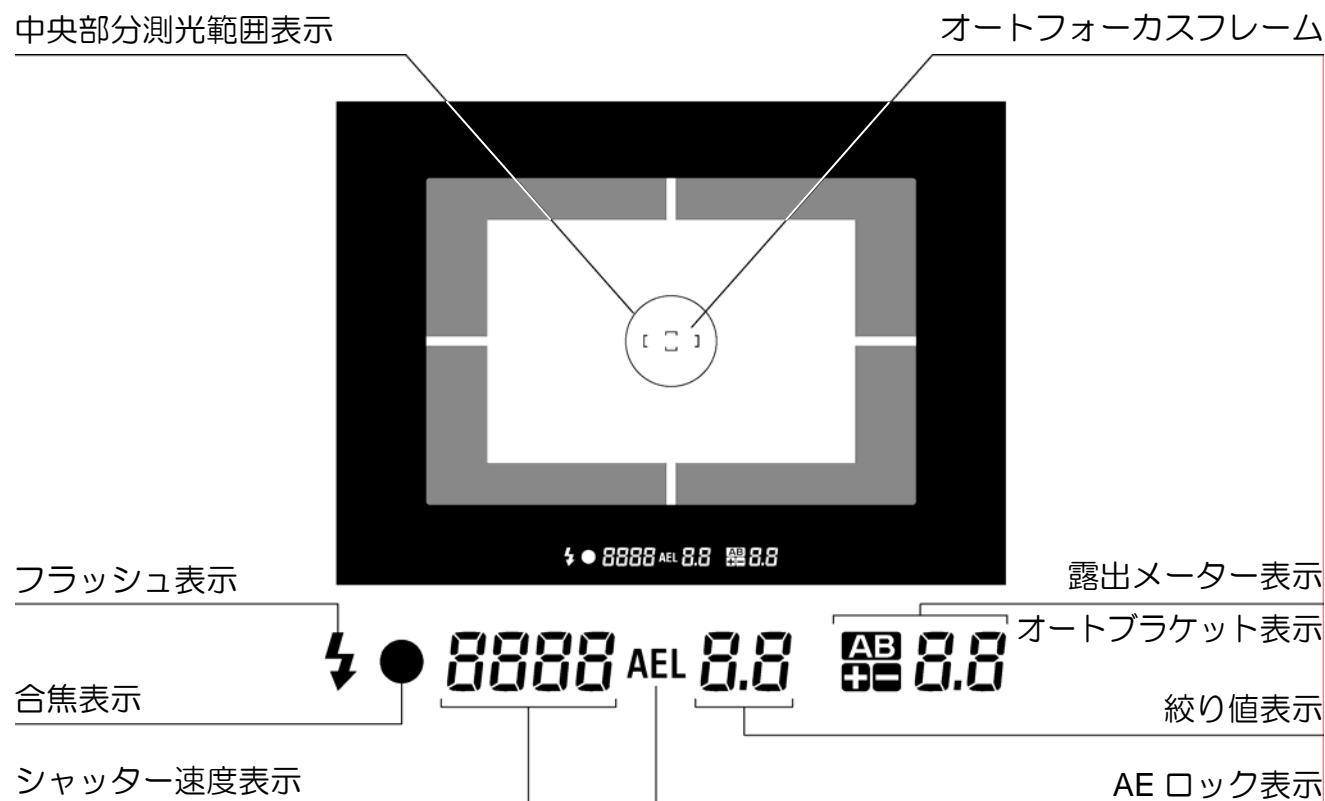 中央部分測光範囲表示
オートフォーカスフレーム
8888 AEL 8.8 AB 8.8
フラッシュ表示
露出メーター表示
オートブラケット表示
8888 AEL 8.8 AB 8.8
合焦表示
絞り値表示
シャッター速度表示
AE ロック表示